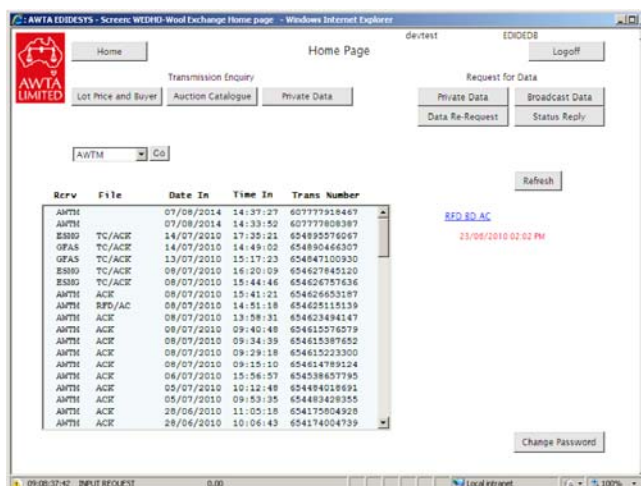 AWTA EDIDESYS - Screen: WEDHO-Wool Exchange Home page - Windows Internet Explorer
devtest EDIDEDB
Home Home Page Logoff
AWTA LIMITED
Transmission Enquiry Request for Data
Lot Price and Buyer Auction Catalogue Private Data Private Data Broadcast Data
Data Re-Request Status Reply
AWTM Go
Refresh
Rcrv File Date In Time In Trans Number
AWTM 07/08/2014 14:37:27 607777918467
RFD BD AC
AWTM 07/08/2014 14:33:52 607777808387
ESMG TC/ACK 14/07/2010 17:35:21 654895576067
23/06/2010 02:02 PM
GFAS TC/ACK 14/07/2010 14:49:02 654890466307
GFAS TC/ACK 13/07/2010 15:17:23 654847100930
ESMG TC/ACK 08/07/2010 16:20:09 654627845120
ESMG TC/ACK 08/07/2010 15:44:46 654626757636
AWTM ACK 08/07/2010 15:41:21 654626653187
AWTM RFD/AC 08/07/2010 14:51:18 654625115139
AWTM ACK 08/07/2010 13:58:31 654623494147
AWTM ACK 08/07/2010 09:40:48 654615576579
AWTM ACK 08/07/2010 09:34:39 654615387652
AWTM ACK 08/07/2010 09:29:18 654615223300
AWTM ACK 08/07/2010 09:15:10 654614789124
AWTM ACK 06/07/2010 15:56:57 654538657795
AWTM ACK 05/07/2010 10:12:48 654484018691
AWTM ACK 05/07/2010 09:53:35 654483428355
AWTM ACK 28/06/2010 11:05:18 654175804928
AWTM ACK 28/06/2010 10:06:43 654174004739
Change Password
09:08:37:42 INPUT REQUEST 0.00 Local intranet 100%